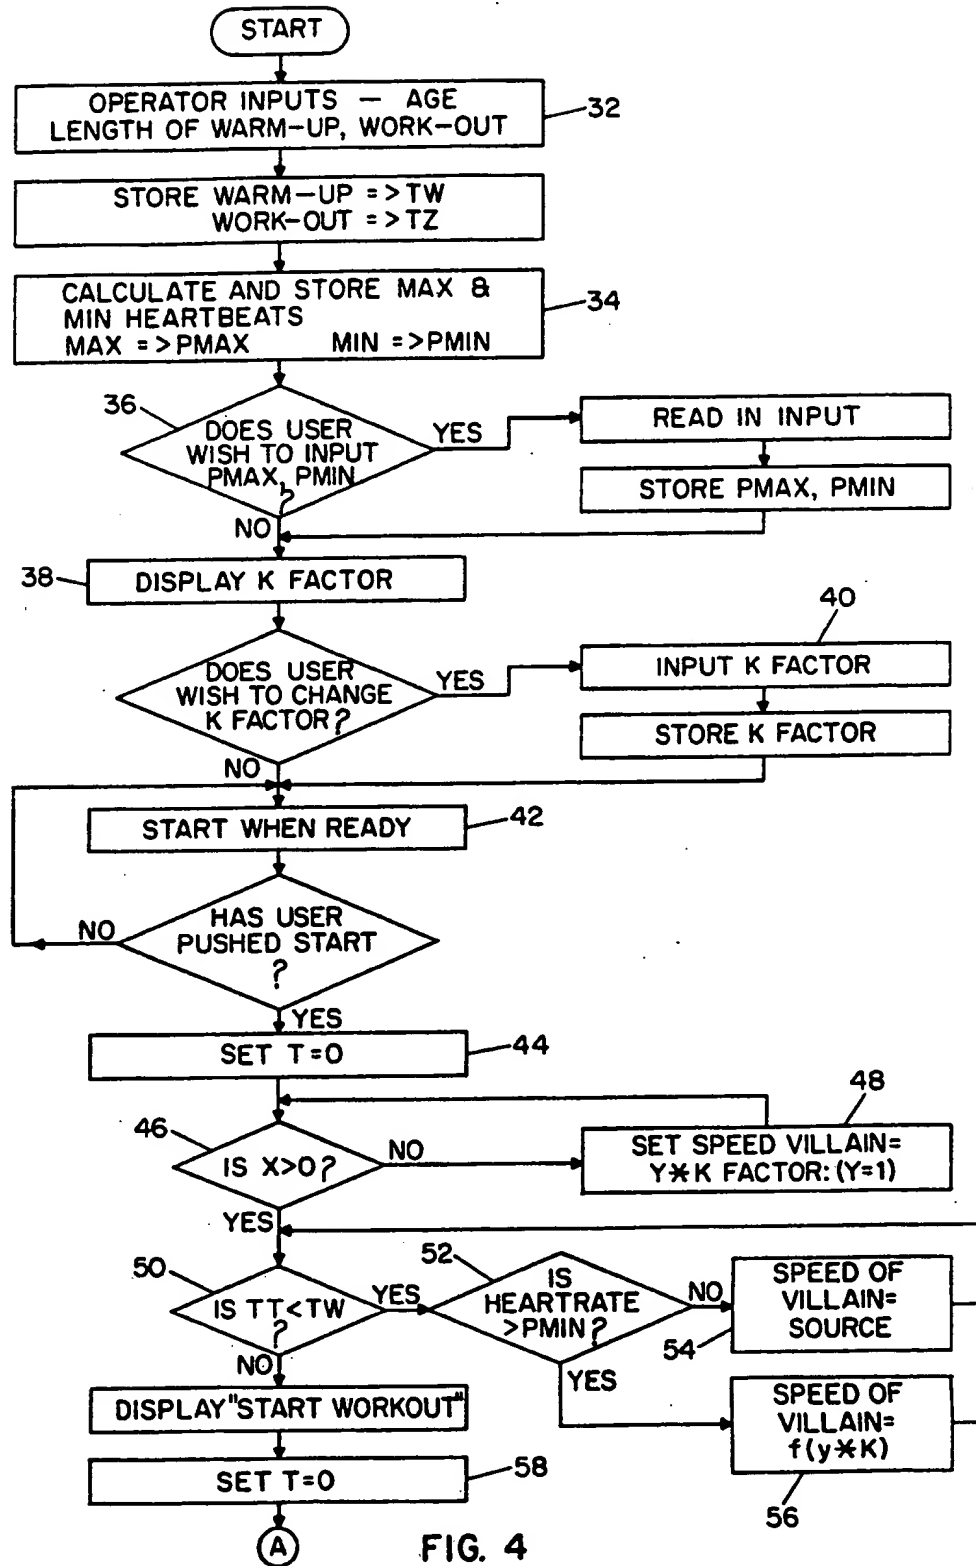 START
OPERATOR INPUTS — AGE
LENGTH OF WARM-UP, WORK-OUT
32
STORE WARM-UP =>TW
WORK-OUT =>TZ
CALCULATE AND STORE MAX &
MIN HEARTBEATS
MAX =>PMAX MIN =>PMIN
34
36
DOES USER
WISH TO INPUT
PMAX, PMIN
?
YES
READ IN INPUT
STORE PMAX, PMIN
NO
38
DISPLAY K FACTOR
40
DOES USER
WISH TO CHANGE
K FACTOR?
YES
INPUT K FACTOR
STORE K FACTOR
NO
START WHEN READY
42
HAS USER
PUSHED START
?
NO
YES
SET T=0
44
46
IS X>0?
NO
48
SET SPEED VILLAIN=
Y*K FACTOR:(Y=1)
YES
50
IS TT<TW
?
YES
52
IS
HEARTRATE
>PMIN?
NO
SPEED OF
VILLAIN=
SOURCE
54
NO
YES
DISPLAY "START WORKOUT"
SPEED OF
VILLAIN=
f(y*K)
56
SET T=0
58
A
FIG. 4